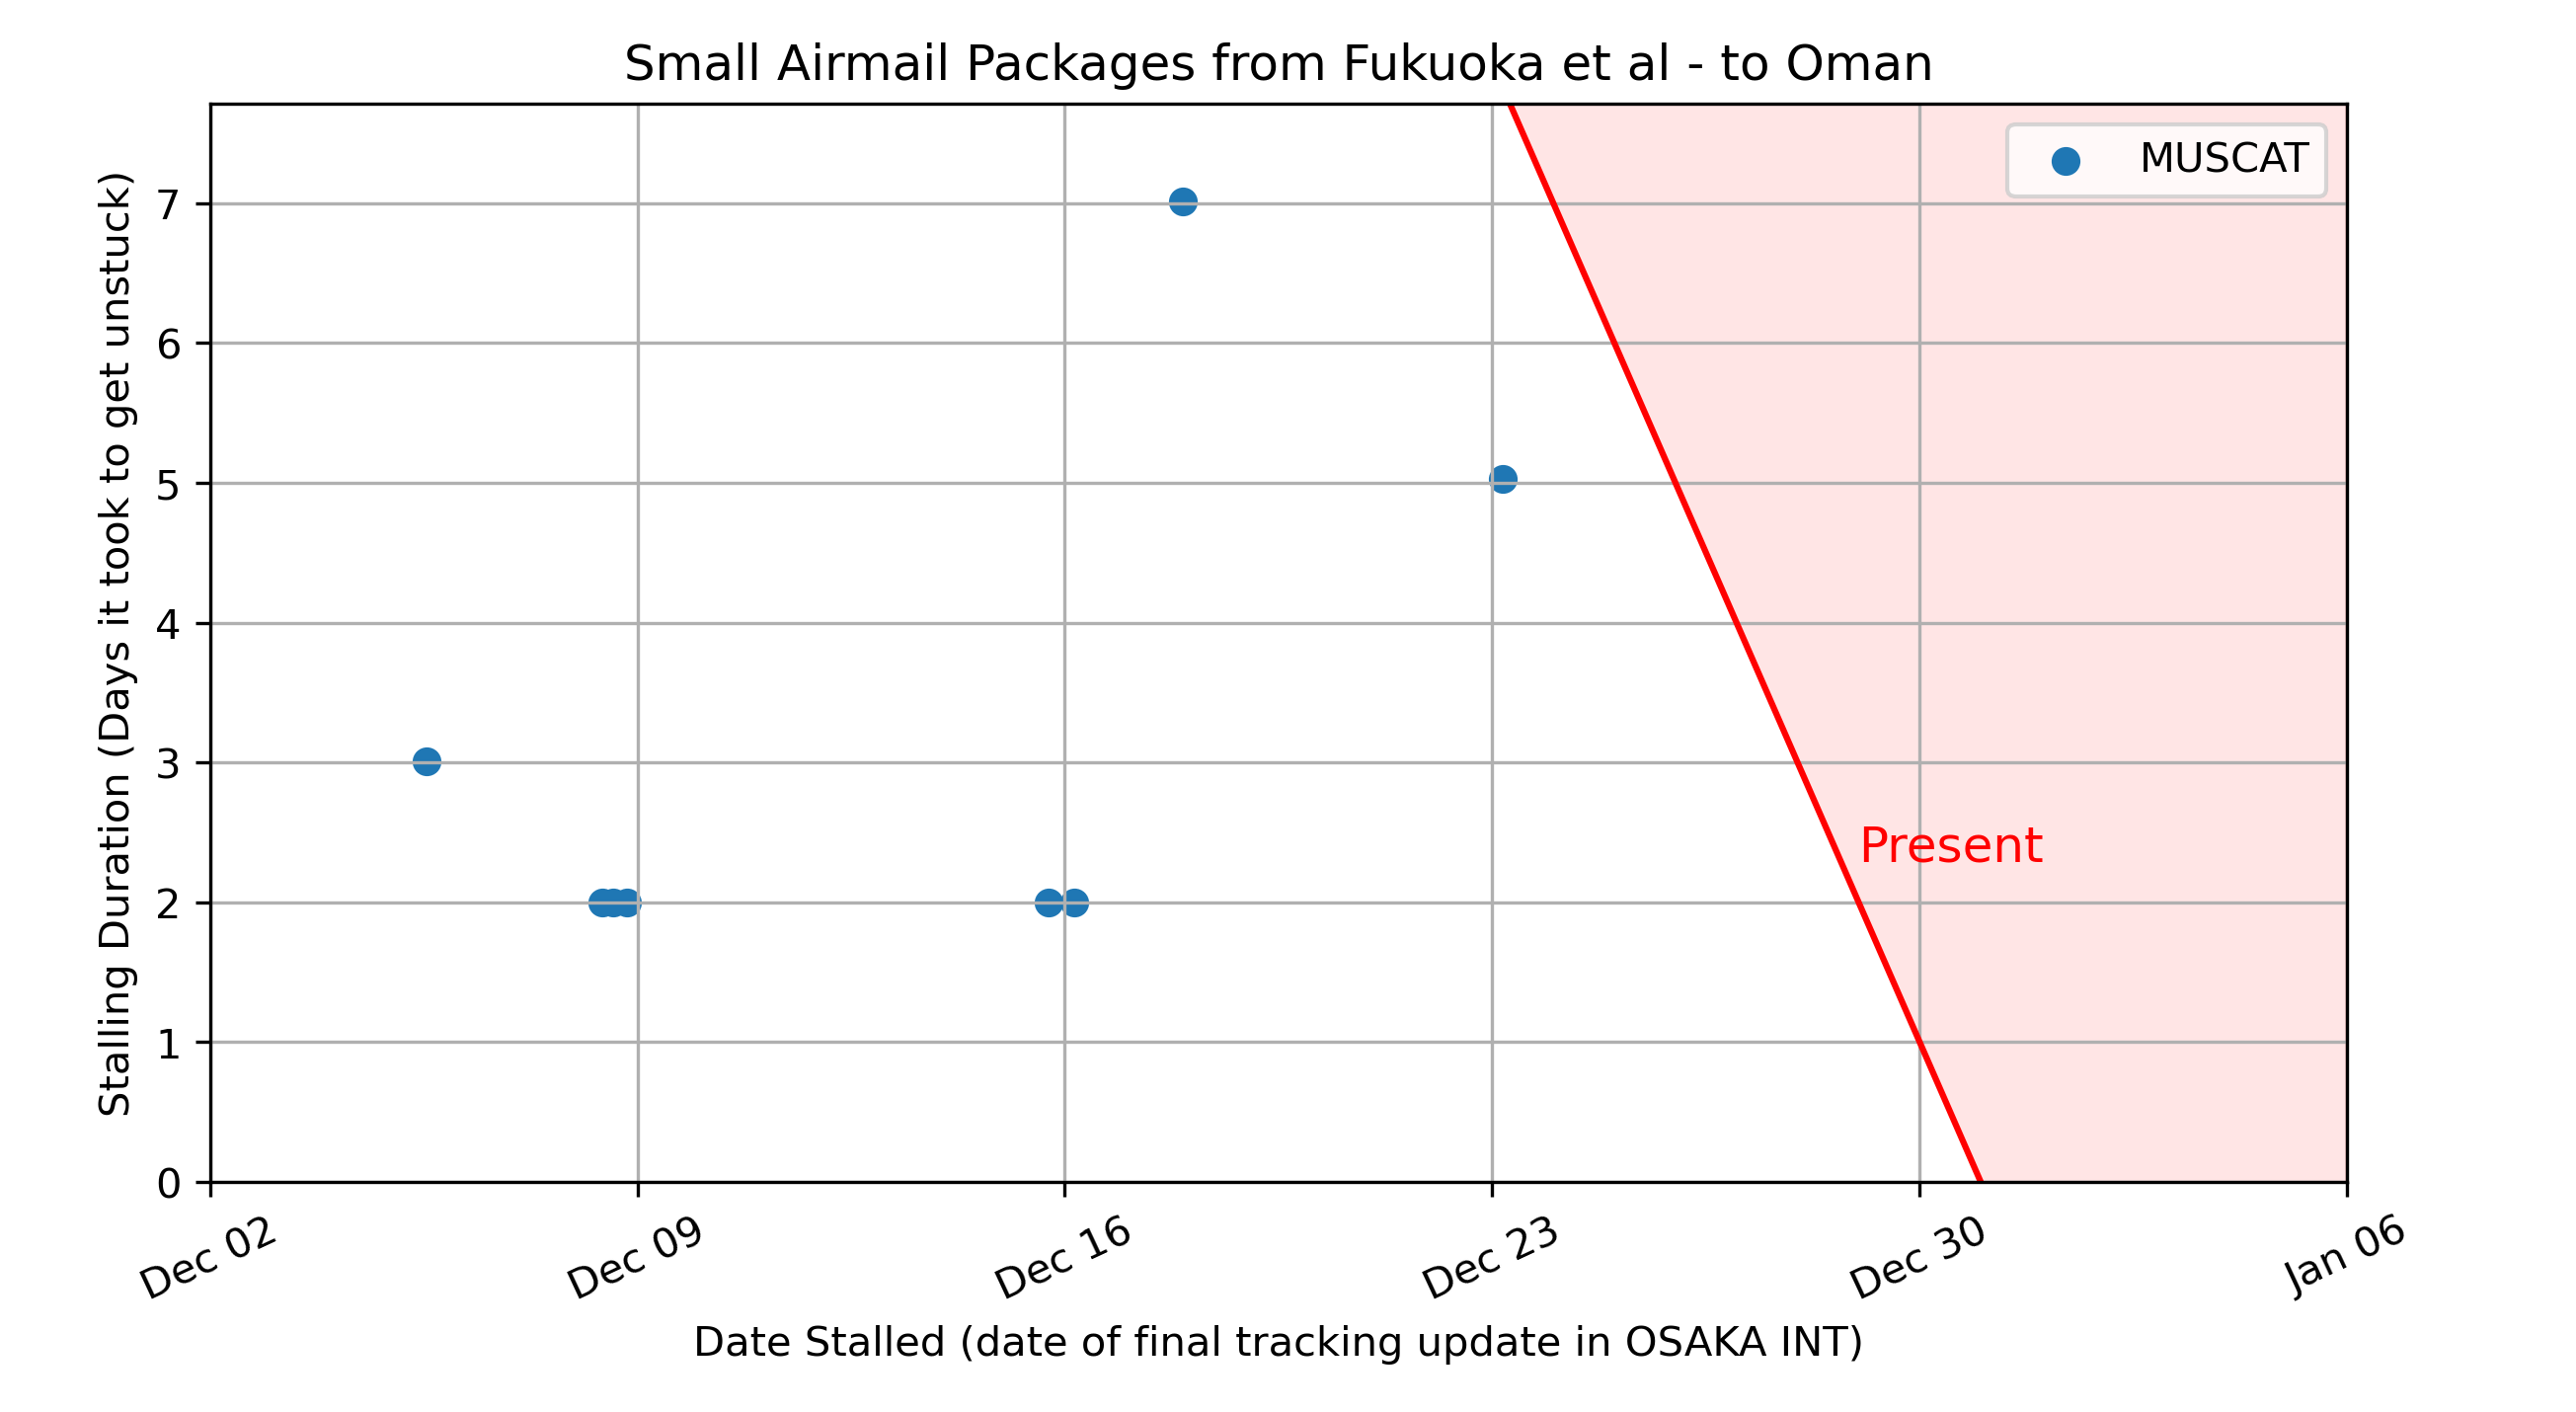 Small Airmail Packages from Fukuoka et al - to Oman
MUSCAT
Stalling Duration (Days it took to get unstuck)
7
6
5
4
3
2
1
0
Present
Dec 02
Dec 09
Dec 16
Dec 23
Dec 30
Jan 06
Date Stalled (date of final tracking update in OSAKA INT)